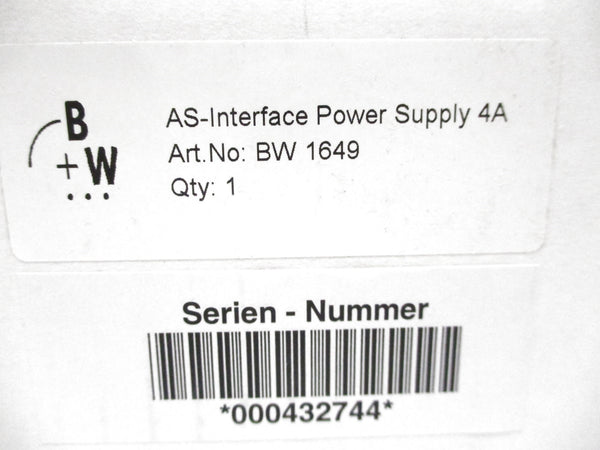 B
+W
...
AS-Interface Power Supply 4A
Art.No: BW 1649
Qty: 1
Serien - Nummer
*000432744*